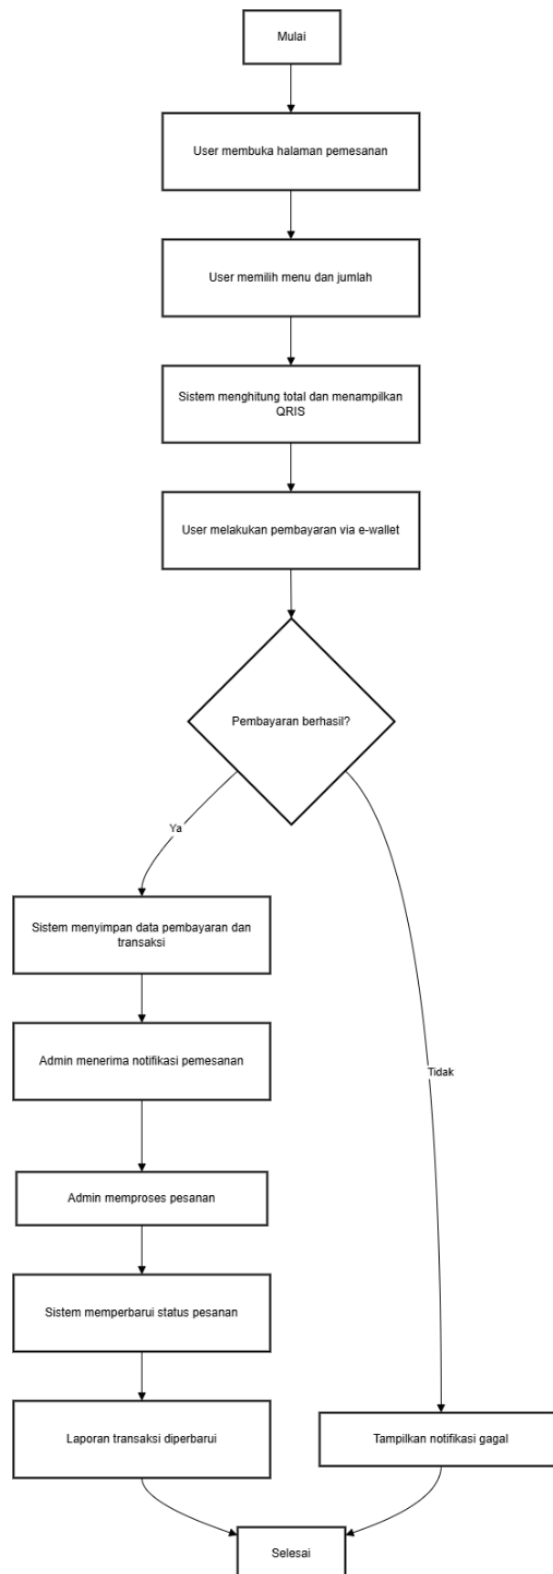 Mulai
User membuka halaman pemesanan
User memilih menu dan jumlah
Sistem menghitung total dan menampilkan
QRIS
User melakukan pembayaran via e-wallet
Pembayaran berhasil?
Ya
Sistem menyimpan data pembayaran dan
transaksi
Admin menerima notifikasi pemesanan
Tidak
Admin memproses pesanan
Sistem memperbarui status pesanan
Laporan transaksi diperbarui
Tampilkan notifikasi gagal
Selesai